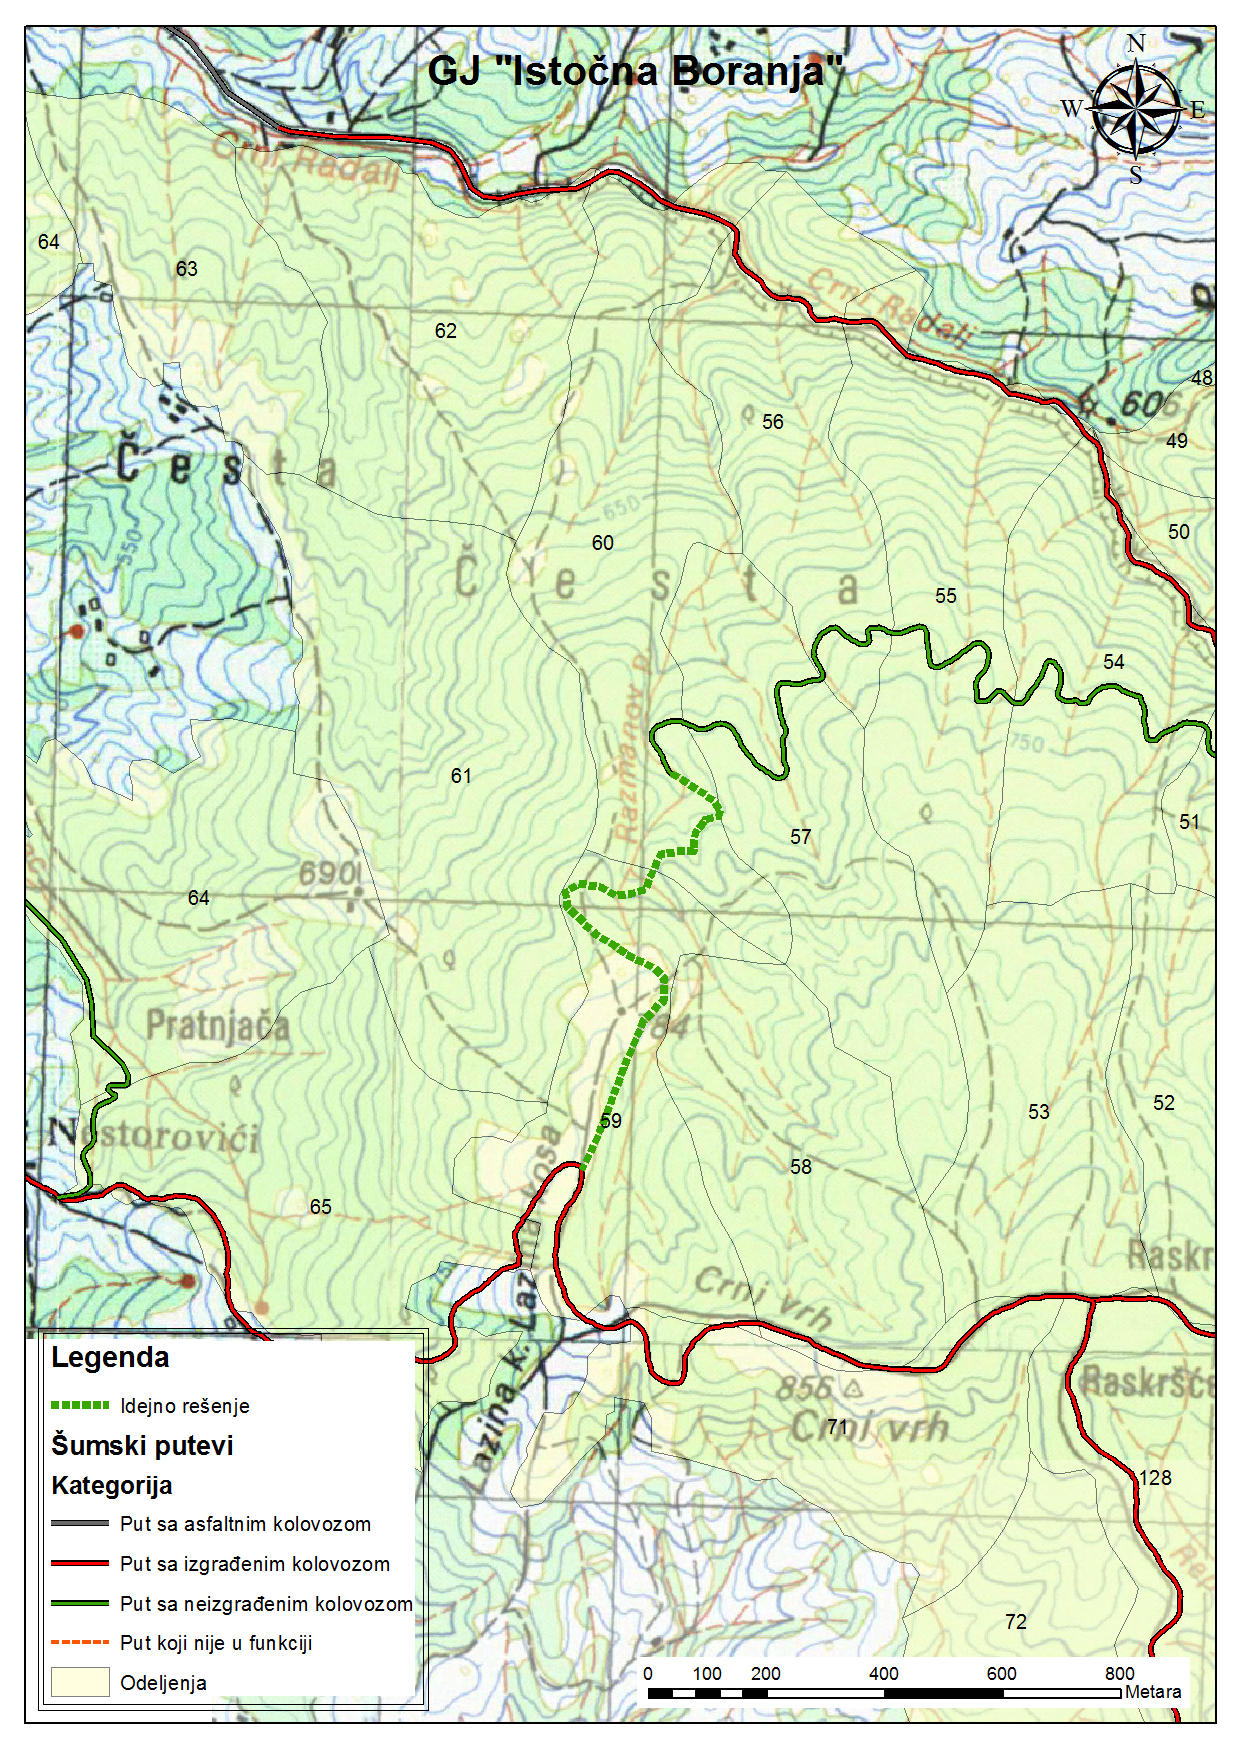 GJ "Istočna Boranja"
N
W
E
S
Crni Radalj
64
63
62
Crni Radalj
48
606
49
56
Česta
650
60
50
550
Česta
55
54
Razmanov D.
750
61
57
51
690
64
84
Pratnjača
59
53
52
Nestorovići
58
65
Lazina kosa
Raskr
Crni vrh
Lazina k.
856
Raskršće
Crni vrh
71
128
72
Legenda
Idejno rešenje
Šumski putevi
Kategorija
Put sa asfaltnim kolovozom
Put sa izgrađenim kolovozom
Put sa neizgrađenim kolovozom
Put koji nije u funkciji
Odeljenja
0 100 200 400 600 800
Metara